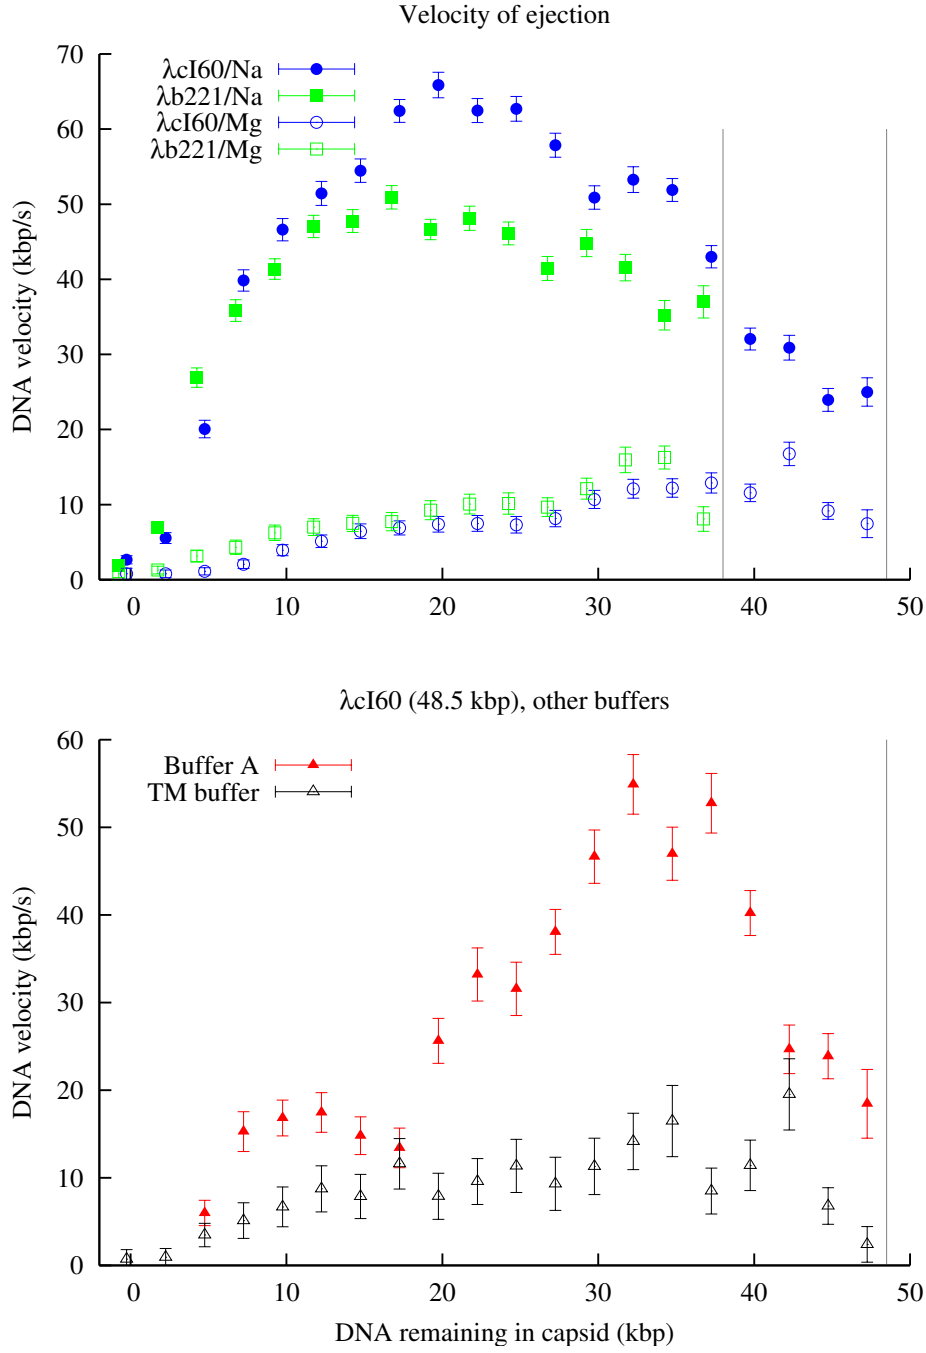 Velocity of ejection
70
60
50
40
30
20
10
0
DNA velocity (kbp/s)
λcI60/Na
λb221/Na
λcI60/Mg
λb221/Mg
0 10 20 30 40 50
λcI60 (48.5 kbp), other buffers
60
50
40
30
20
10
0
DNA velocity (kbp/s)
Buffer A
TM buffer
0 10 20 30 40 50
DNA remaining in capsid (kbp)